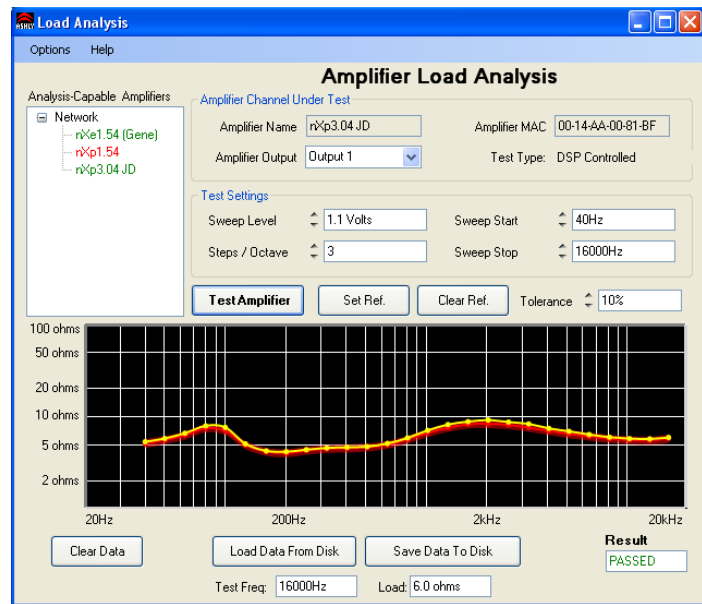 ASHLY Load Analysis
Options Help
Amplifier Load Analysis
Analysis-Capable Amplifiers
Network
nXe1.54 (Gene)
nXp1.54
nXp3.04 JD
Amplifier Channel Under Test
Amplifier Name nXp3.04 JD Amplifier MAC 00-14-AA-00-81-BF
Amplifier Output Output 1 Test Type: DSP Controlled
Test Settings
Sweep Level 1.1 Volts Sweep Start 40Hz
Steps / Octave 3 Sweep Stop 16000Hz
Test Amplifier Set Ref. Clear Ref. Tolerance 10%
100 ohms
50 ohms
20 ohms
10 ohms
5 ohms
2 ohms
20Hz 200Hz 2kHz 20kHz
Clear Data Load Data From Disk Save Data To Disk Result
PASSED
Test Freq: 16000Hz Load: 6.0 ohms